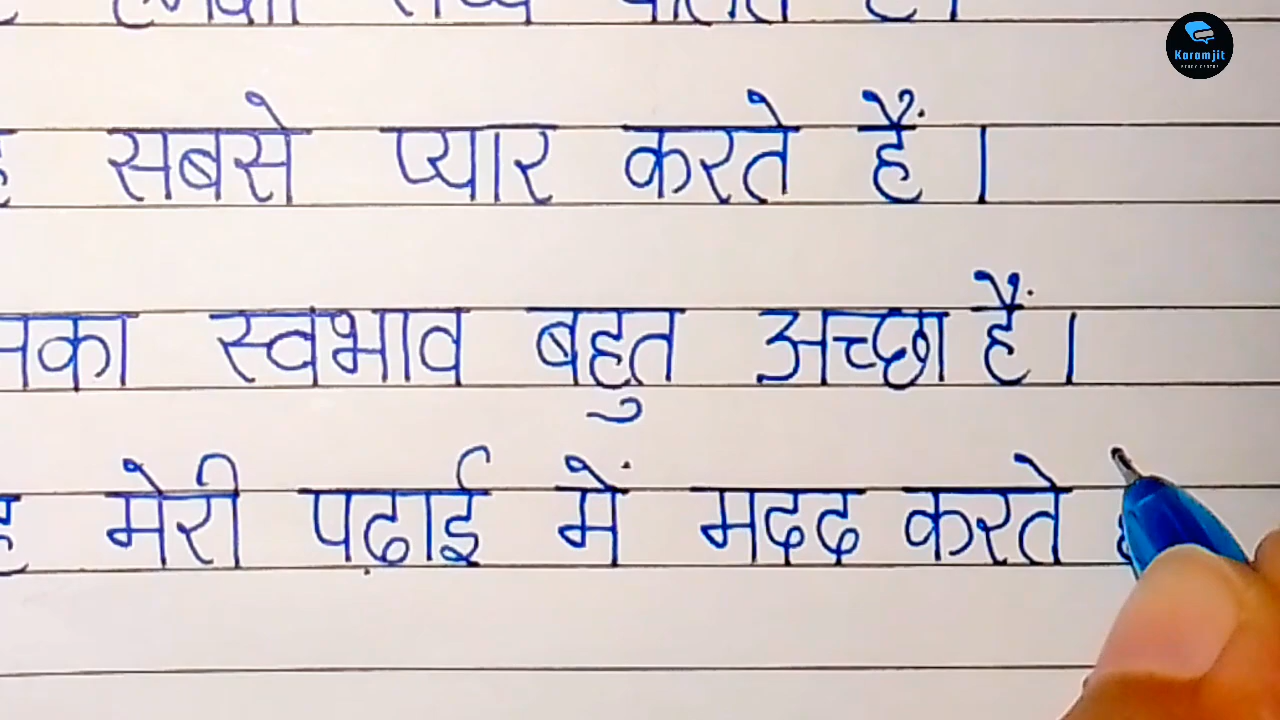 Karamjit
सबसे प्यार करते हैं।
स्वभाव बहुत अच्छा हैं।
मेरी पढ़ाई में मदद करते